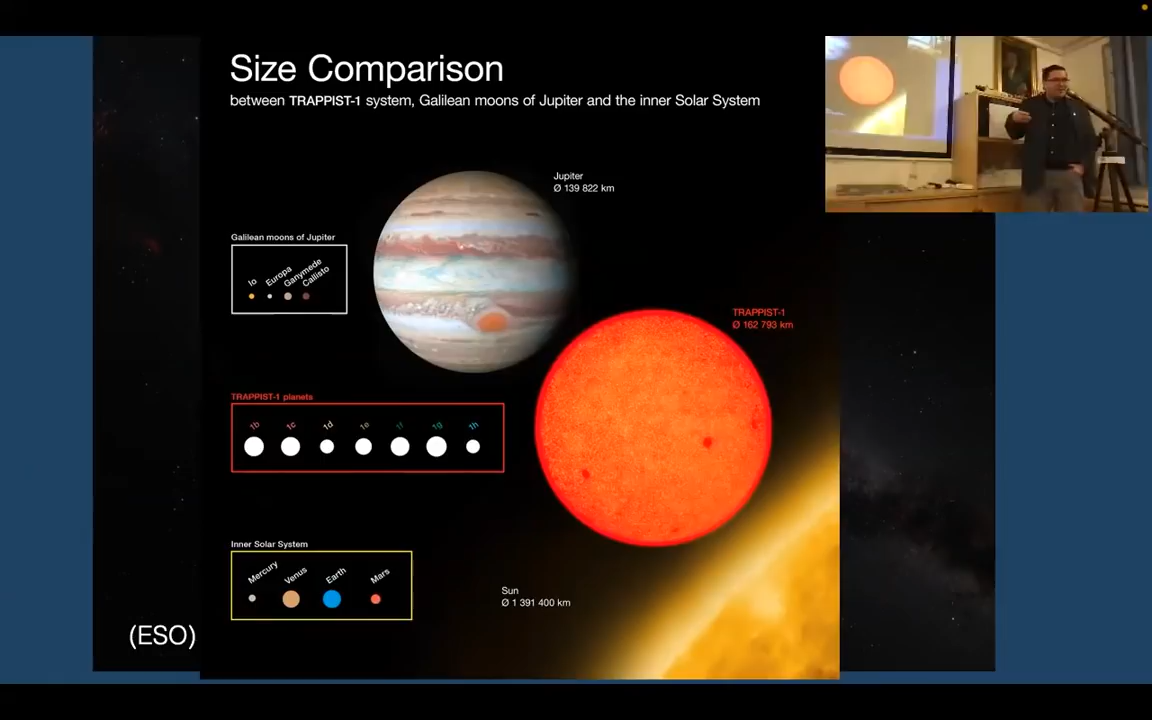 Size Comparison
between TRAPPIST-1 system, Galilean moons of Jupiter and the inner Solar System
Jupiter
Ø 139 822 km
Galilean moons of Jupiter
Io
Europa
Ganymede
Callisto
TRAPPIST-1
Ø 162 793 km
TRAPPIST-1 planets
1b
1c
1d
1e
1f
1g
1h
Inner Solar System
Mercury
Venus
Earth
Mars
Sun
Ø 1 391 400 km
(ESO)